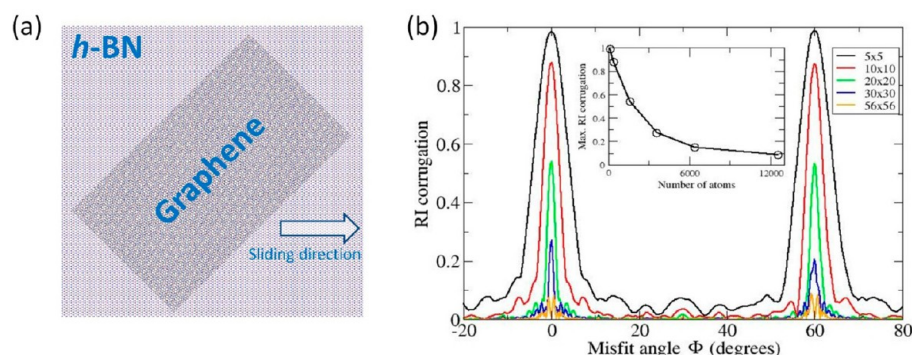 (a)
h-BN
Graphene
Sliding direction
(b)
RI corrugation
1
0.8
0.6
0.4
0.2
0
-20 0 20 40 60 80
Misfit angle Φ (degrees)
Max. RI corrugation
1
0.8
0.6
0.4
0.2
0
0 6000 12000
Number of atoms
5x5
10x10
20x20
30x30
56x56